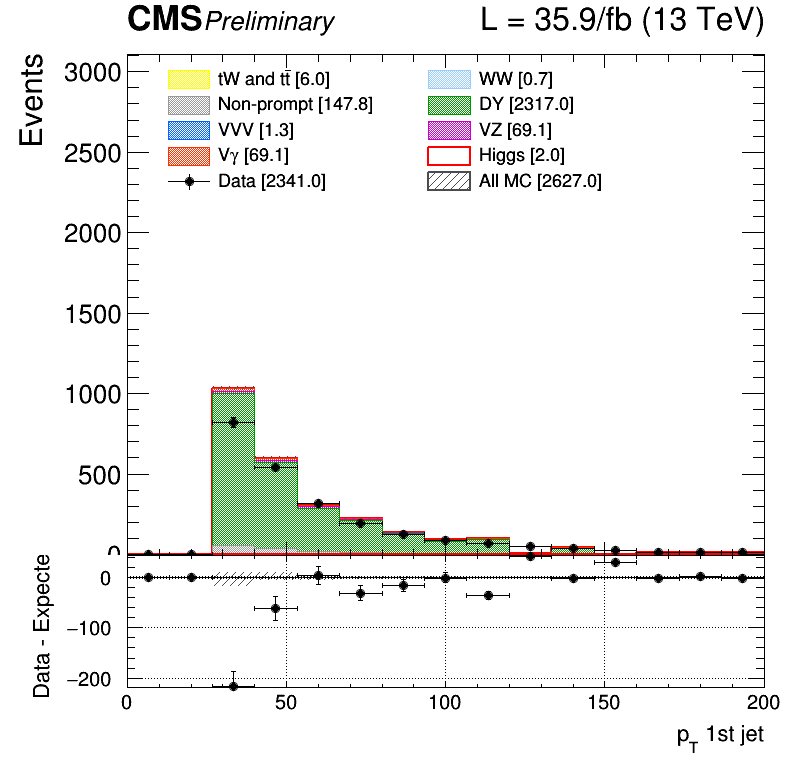 CMS Preliminary L = 35.9/fb (13 TeV)
Events
3000
2500
2000
1500
1000
500
0
tW and tt̄ [6.0]
Non-prompt [147.8]
VVV [1.3]
Vγ [69.1]
Data [2341.0]
WW [0.7]
DY [2317.0]
VZ [69.1]
Higgs [2.0]
All MC [2627.0]
Data - Expecte
0
−100
−200
0 50 100 150 200
p_T 1st jet